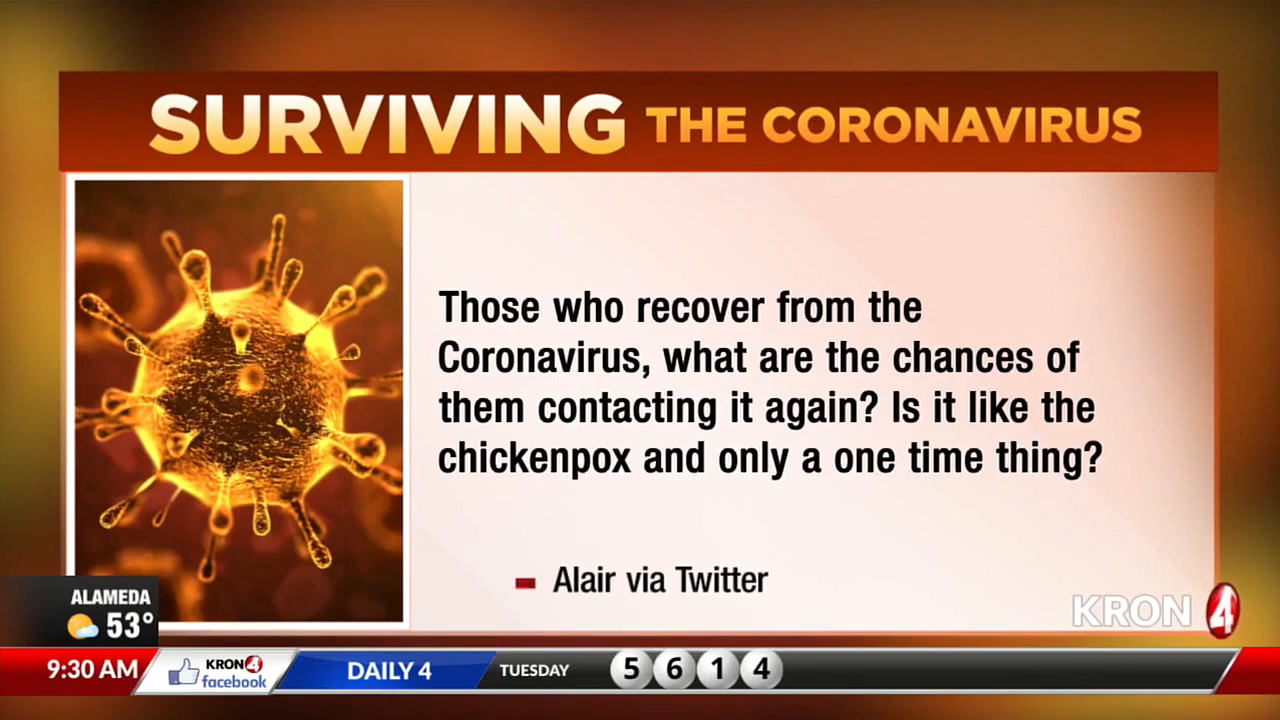 SURVIVING THE CORONAVIRUS
Those who recover from the
Coronavirus, what are the chances of
them contacting it again? Is it like the
chickenpox and only a one time thing?
- Alair via Twitter
KRON 4
ALAMEDA
53°
9:30 AM
KRON4
facebook
DAILY 4
TUESDAY
5 6 1 4